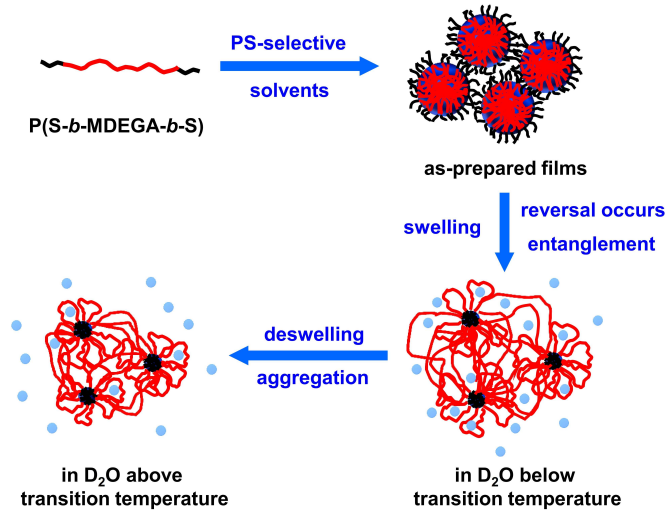 PS-selective
solvents
P(S-b-MDEGA-b-S)
as-prepared films
swelling
reversal occurs
entanglement
deswelling
aggregation
in D₂O above
transition temperature
in D₂O below
transition temperature